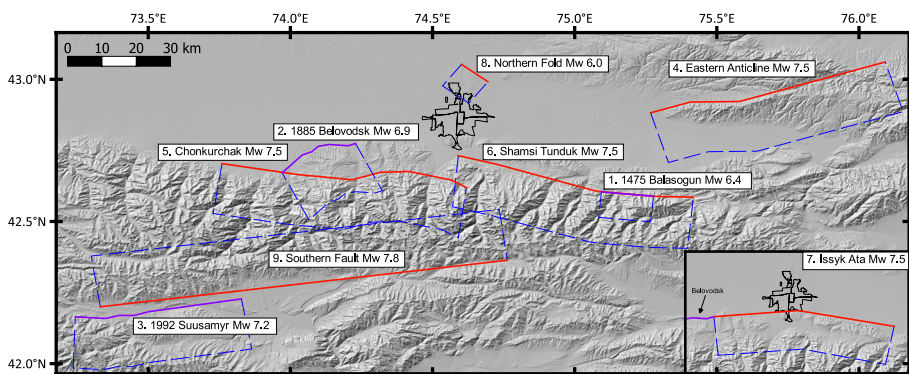 73.5°E 74.0°E 74.5°E 75.0°E 75.5°E 76.0°E
0 10 20 30 km
43.0°N
8. Northern Fold Mw 6.0
4. Eastern Anticline Mw 7.5
2. 1885 Belovodsk Mw 6.9
5. Chonkurchak Mw 7.5
6. Shamsi Tunduk Mw 7.5
1. 1475 Balasogun Mw 6.4
42.5°N
9. Southern Fault Mw 7.8
7. Issyk Ata Mw 7.5
Belovodsk
3. 1992 Suusamyr Mw 7.2
42.0°N